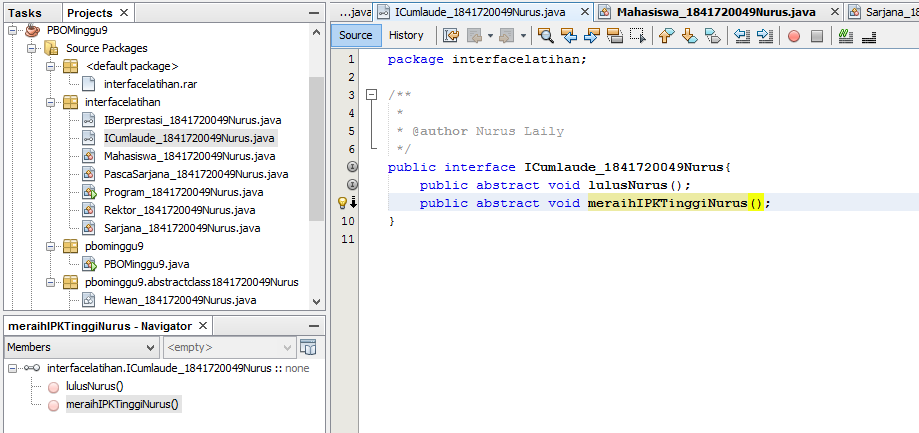 Tasks Projects
PBOMinggu9
Source Packages
<default package>
interfacelatihan.rar
interfacelatihan
IBerprestasi_1841720049Nurus.java
ICumlaude_1841720049Nurus.java
Mahasiswa_1841720049Nurus.java
PascaSarjana_1841720049Nurus.java
Program_1841720049Nurus.java
Rektor_1841720049Nurus.java
Sarjana_1841720049Nurus.java
pbominggu9
PBOMinggu9.java
pbominggu9.abstractclass1841720049Nurus
Hewan_1841720049Nurus.java
meraihIPKTinggiNurus - Navigator
Members <empty>
interfacelatihan.ICumlaude_1841720049Nurus :: none
lulusNurus()
meraihIPKTinggiNurus()
...java ICumlaude_1841720049Nurus.java Mahasiswa_1841720049Nurus.java Sarjana_18
Source History
1 package interfacelatihan;
2
3 /**
4 *
5 * @author Nurus Laily
6 */
public interface ICumlaude_1841720049Nurus{
public abstract void lulusNurus();
public abstract void meraihIPKTinggiNurus();
10 }
11